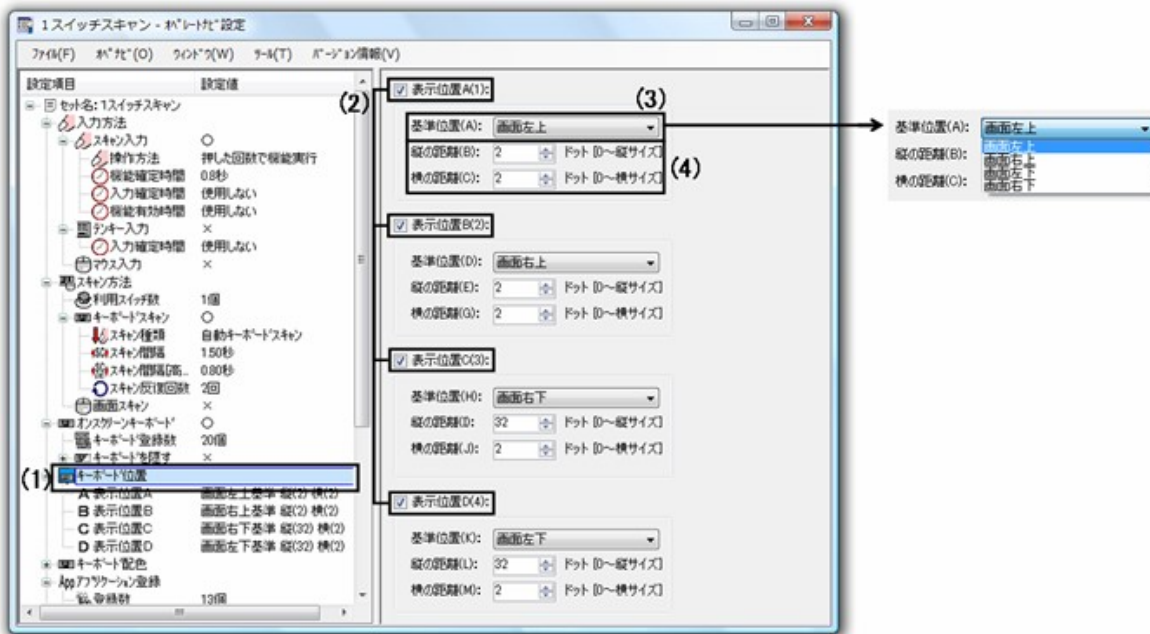 1スイッチスキャン - ｵﾍﾟﾚｰﾄﾅﾋﾞ設定
ﾌｧｲﾙ(F) ｵﾍﾟﾅﾋﾞ(O) ｳｨﾝﾄﾞｳ(W) ﾂｰﾙ(T) ﾊﾞｰｼﾞｮﾝ情報(V)
設定項目 設定値
セット名: 1スイッチスキャン
入力方法
スキャン入力 ○
操作方法 押した回数で機能実行
機能確定時間 0.8秒
入力確定時間 使用しない
機能有効時間 使用しない
テンキー入力 ×
入力確定時間 使用しない
マウス入力 ×
スキャン方法
利用スイッチ数 1個
キーボードスキャン ○
スキャン種類 自動キーボードスキャン
スキャン間隔 1.50秒
スキャン間隔[高... 0.80秒
スキャン反復回数 2回
画面スキャン ×
オンスクリーンキーボード ○
キーボード登録数 20個
キーボードを隠す ×
(1) キーボード位置
A 表示位置A 画面左上基準 縦(2) 横(2)
B 表示位置B 画面右上基準 縦(2) 横(2)
C 表示位置C 画面右下基準 縦(32) 横(2)
D 表示位置D 画面左下基準 縦(32) 横(2)
キーボード配色
App アプリケーション登録
登録数 13個
(2) 表示位置A(1):
(3)
基準位置(A): 画面左上
縦の距離(B): 2 ドット [0～縦サイズ]
(4)
横の距離(C): 2 ドット [0～横サイズ]
表示位置B(2):
基準位置(D): 画面右上
縦の距離(E): 2 ドット [0～縦サイズ]
横の距離(G): 2 ドット [0～横サイズ]
表示位置C(3):
基準位置(H): 画面右下
縦の距離(I): 32 ドット [0～縦サイズ]
横の距離(J): 2 ドット [0～横サイズ]
表示位置D(4):
基準位置(K): 画面左下
縦の距離(L): 32 ドット [0～縦サイズ]
横の距離(M): 2 ドット [0～横サイズ]
基準位置(A): 画面左上
縦の距離(B):
横の距離(C):
画面左上
画面右上
画面左下
画面右下